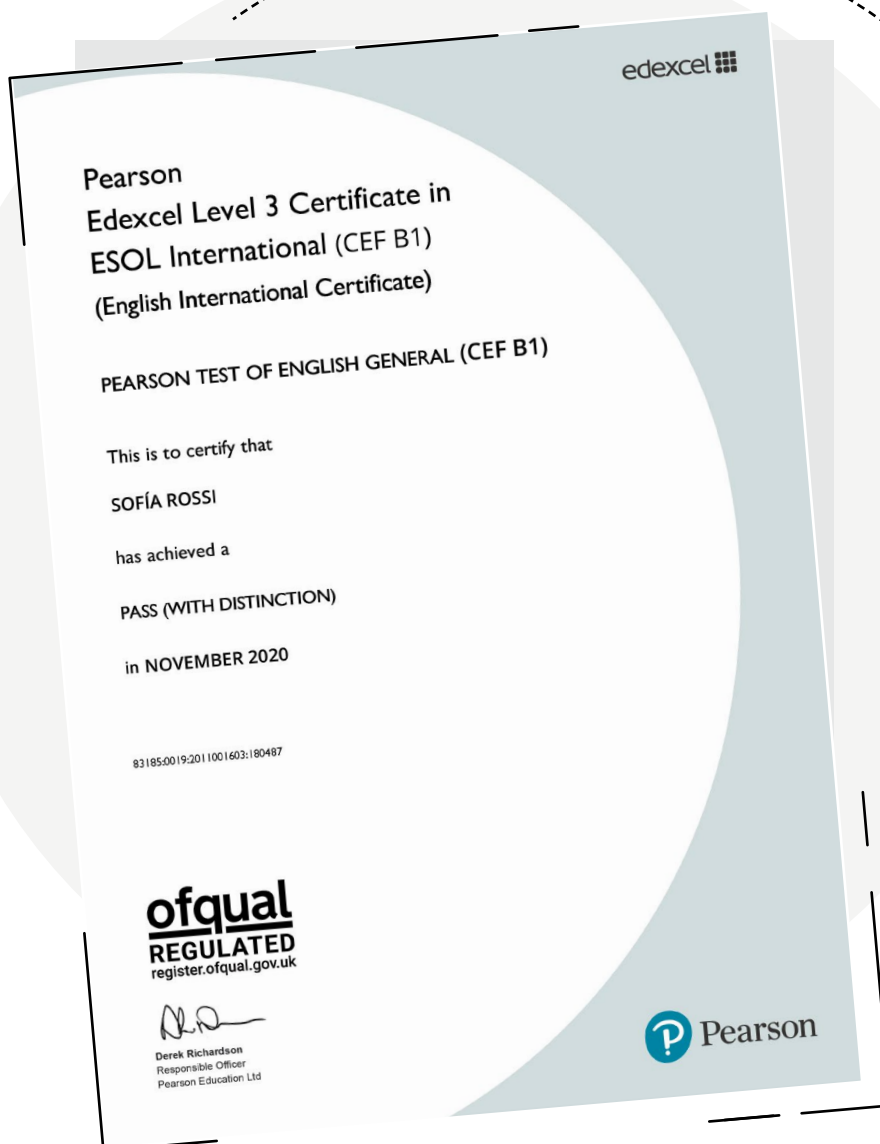 edexcel
Pearson
Edexcel Level 3 Certificate in
ESOL International (CEF B1)
(English International Certificate)
PEARSON TEST OF ENGLISH GENERAL (CEF B1)
This is to certify that
SOFÍA ROSSI
has achieved a
PASS (WITH DISTINCTION)
in NOVEMBER 2020
83185:0019:2011001603:180487
ofqual
REGULATED
register.ofqual.gov.uk
Derek Richardson
Responsible Officer
Pearson Education Ltd
Pearson